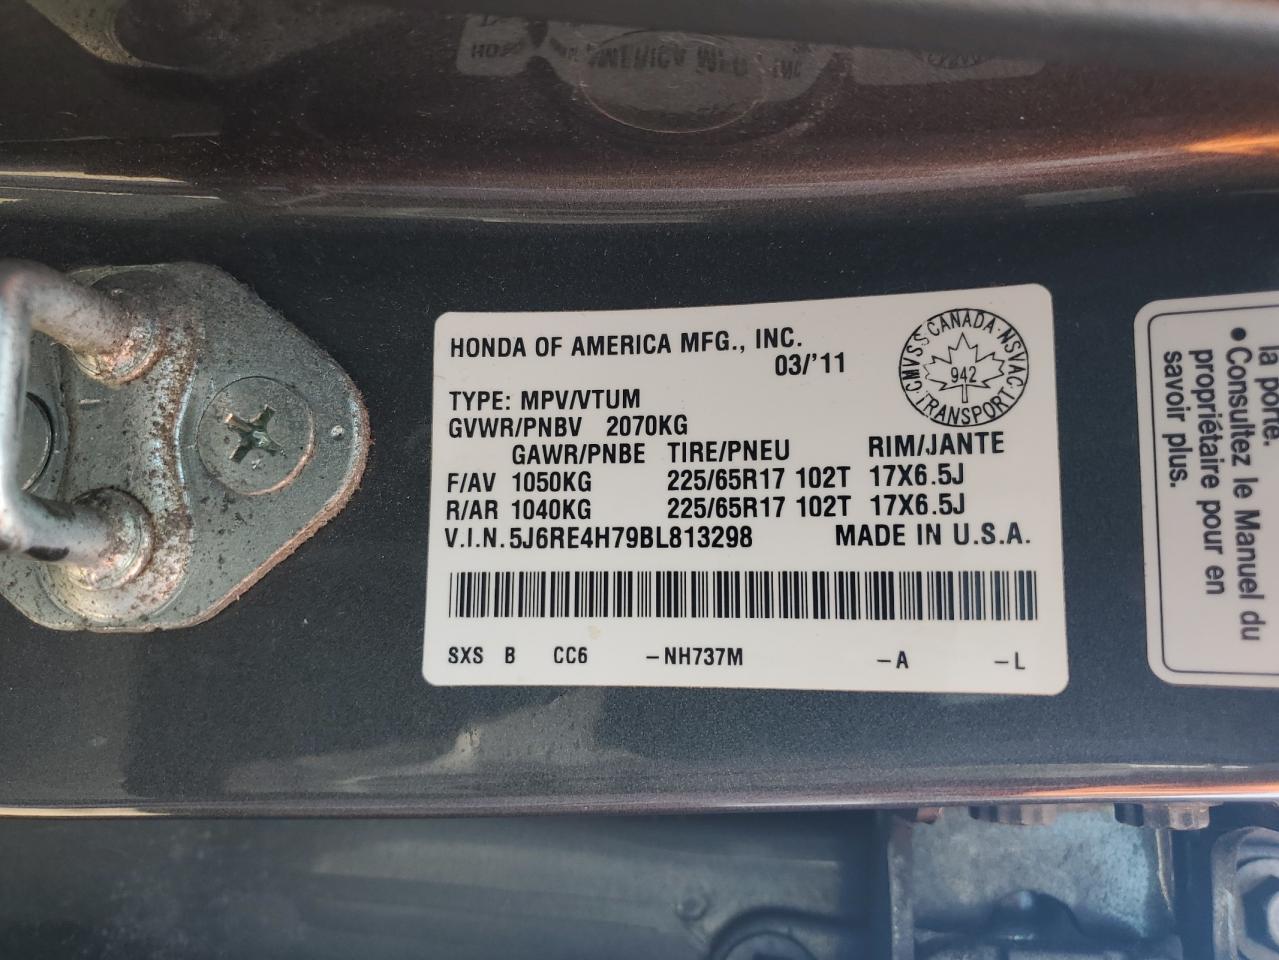 HONDA OF AMERICA MFG., INC.
03/'11
CMVSS CANADA · NSVAC
942
TRANSPORT
TYPE: MPV/VTUM
GVWR/PNBV 2070KG
GAWR/PNBE TIRE/PNEU RIM/JANTE
F/AV 1050KG 225/65R17 102T 17X6.5J
R/AR 1040KG 225/65R17 102T 17X6.5J
V.I.N. 5J6RE4H79BL813298 MADE IN U.S.A.
SXS B CC6 -NH737M -A -L
la porte.
• Consultez le Manuel du
propriétaire pour en
savoir plus.